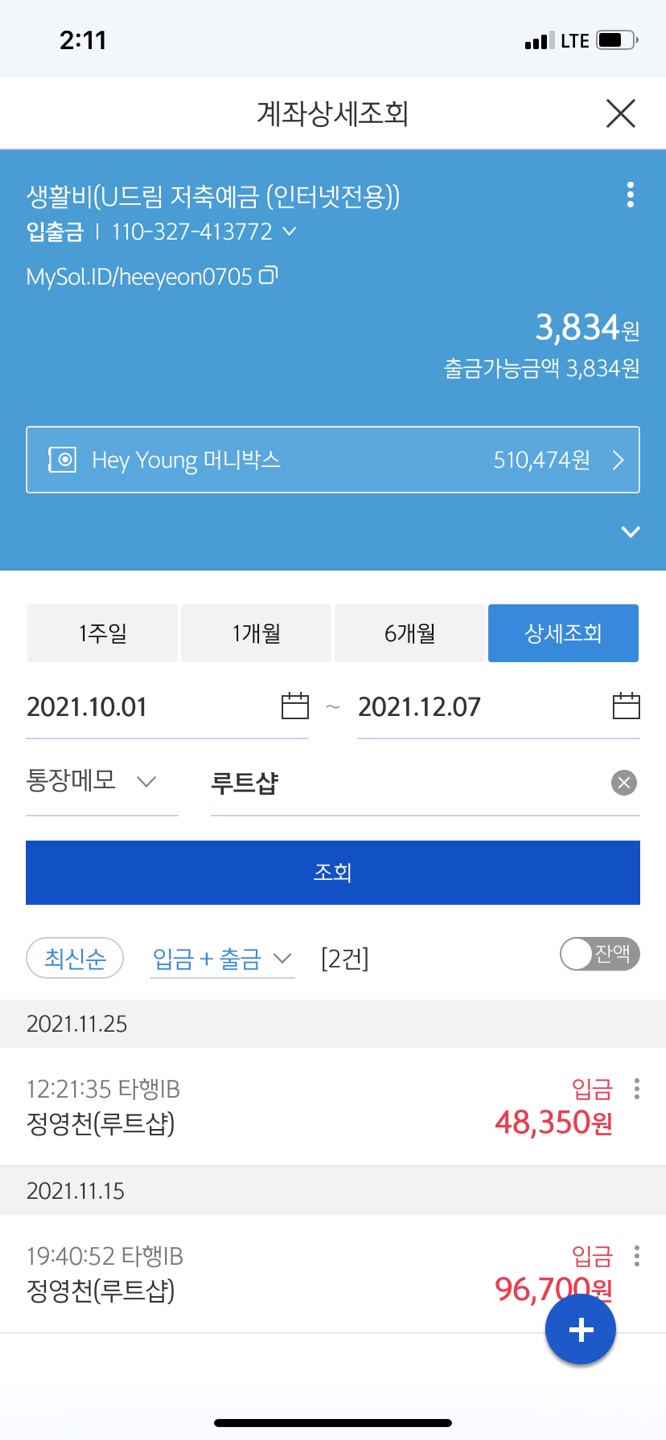 2:11 LTE
계좌상세조회
생활비(U드림 저축예금 (인터넷전용))
입출금 | 110-327-413772
MySol.ID/heeyeon0705
3,834원
출금가능금액 3,834원
Hey Young 머니박스 510,474원
1주일 1개월 6개월 상세조회
2021.10.01 ~ 2021.12.07
통장메모 루트샵
조회
최신순 입금 + 출금 [2건] 잔액
2021.11.25
12:21:35 타행IB 입금
정영천(루트샵) 48,350원
2021.11.15
19:40:52 타행IB 입금
정영천(루트샵) 96,700원